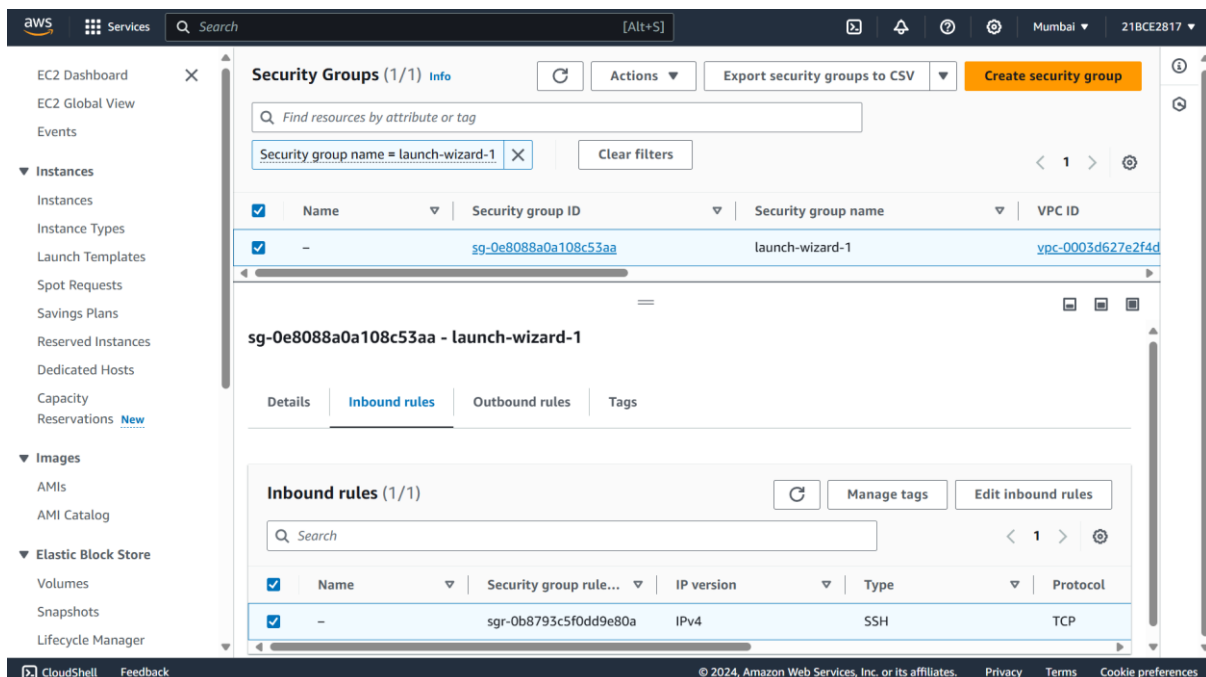 aws Services Search [Alt+S] Mumbai 21BCE2817
EC2 Dashboard
EC2 Global View
Events
Instances
Instances
Instance Types
Launch Templates
Spot Requests
Savings Plans
Reserved Instances
Dedicated Hosts
Capacity
Reservations New
Images
AMIs
AMI Catalog
Elastic Block Store
Volumes
Snapshots
Lifecycle Manager
Security Groups (1/1) Info Actions Export security groups to CSV Create security group
Find resources by attribute or tag
Security group name = launch-wizard-1 Clear filters
1
Name Security group ID Security group name VPC ID
– sg-0e8088a0a108c53aa launch-wizard-1 vpc-0003d627e2f4d
sg-0e8088a0a108c53aa - launch-wizard-1
Details Inbound rules Outbound rules Tags
Inbound rules (1/1) Manage tags Edit inbound rules
Search 1
Name Security group rule... IP version Type Protocol
– sgr-0b8793c5f0dd9e80a IPv4 SSH TCP
CloudShell Feedback © 2024, Amazon Web Services, Inc. or its affiliates. Privacy Terms Cookie preferences